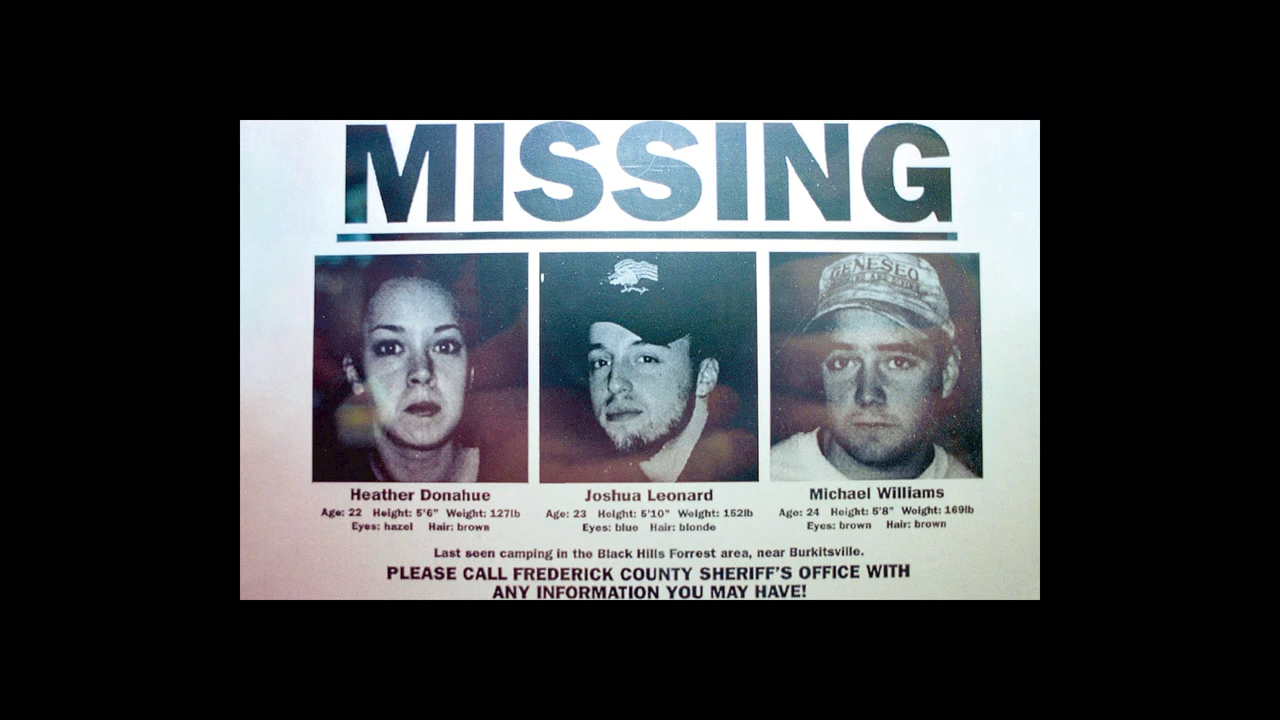 MISSING
GENESEO
Heather Donahue
Age: 22 Height: 5'6" Weight: 127lb
Eyes: hazel Hair: brown
Joshua Leonard
Age: 23 Height: 5'10" Weight: 152lb
Eyes: blue Hair: blonde
Michael Williams
Age: 24 Height: 5'8" Weight: 169lb
Eyes: brown Hair: brown
Last seen camping in the Black Hills Forrest area, near Burkitsville.
PLEASE CALL FREDERICK COUNTY SHERIFF'S OFFICE WITH
ANY INFORMATION YOU MAY HAVE!